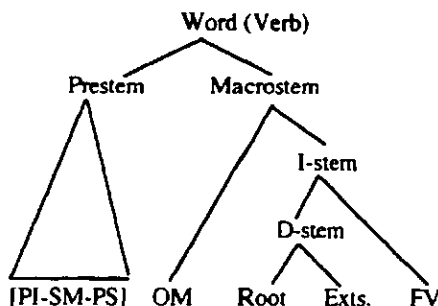 Word (Verb)
Prestem Macrostem
I-stem
D-stem
[PI-SM-PS] OM Root Exts. FV